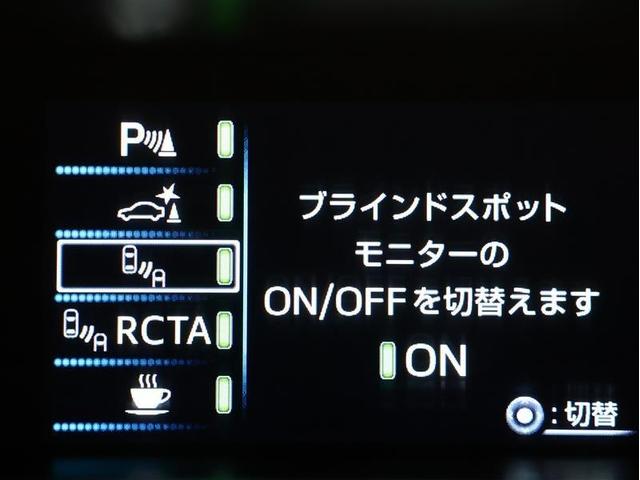 P
RCTA
ブラインドスポット
モニターの
ON/OFFを切替えます
ON
:切替